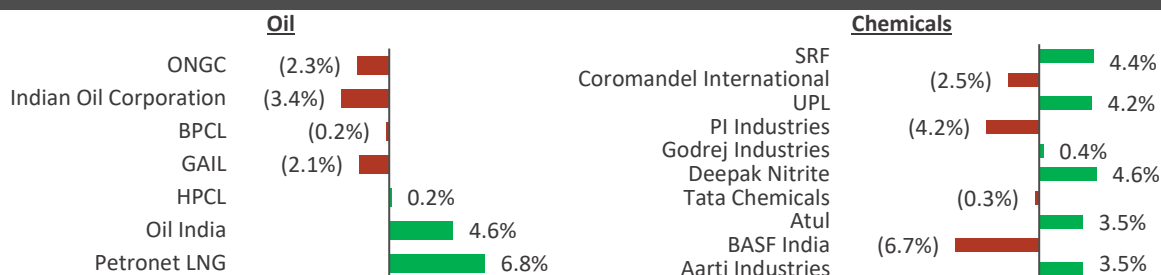 Oil
ONGC (2.3%)
Indian Oil Corporation (3.4%)
BPCL (0.2%)
GAIL (2.1%)
HPCL 0.2%
Oil India 4.6%
Petronet LNG 6.8%
Chemicals
SRF 4.4%
Coromandel International (2.5%)
UPL 4.2%
PI Industries (4.2%)
Godrej Industries 0.4%
Deepak Nitrite 4.6%
Tata Chemicals (0.3%)
Atul 3.5%
BASF India (6.7%)
Aarti Industries 3.5%